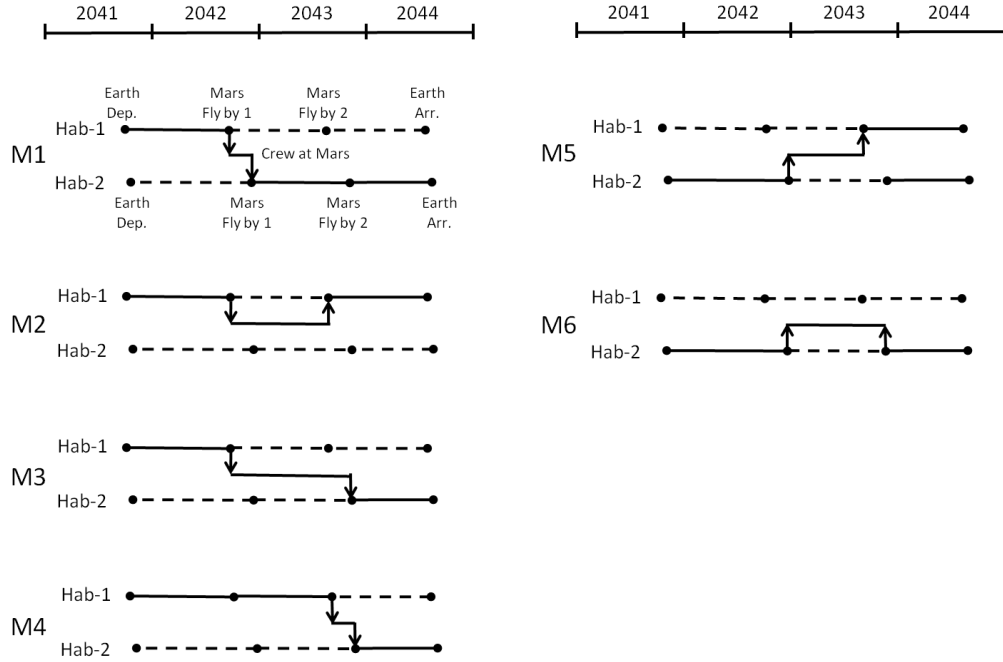 2041 2042 2043 2044
2041 2042 2043 2044
Earth Dep.
Mars Fly by 1
Mars Fly by 2
Earth Arr.
Hab-1
M1
Crew at Mars
Hab-2
Earth Dep.
Mars Fly by 1
Mars Fly by 2
Earth Arr.
Hab-1
M2
Hab-2
Hab-1
M3
Hab-2
Hab-1
M4
Hab-2
Hab-1
M5
Hab-2
Hab-1
M6
Hab-2